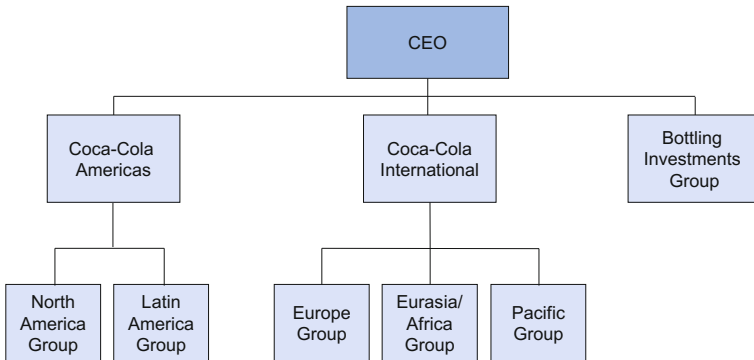 CEO
Coca-Cola
Americas
Coca-Cola
International
Bottling
Investments
Group
North
America
Group
Latin
America
Group
Europe
Group
Eurasia/
Africa
Group
Pacific
Group